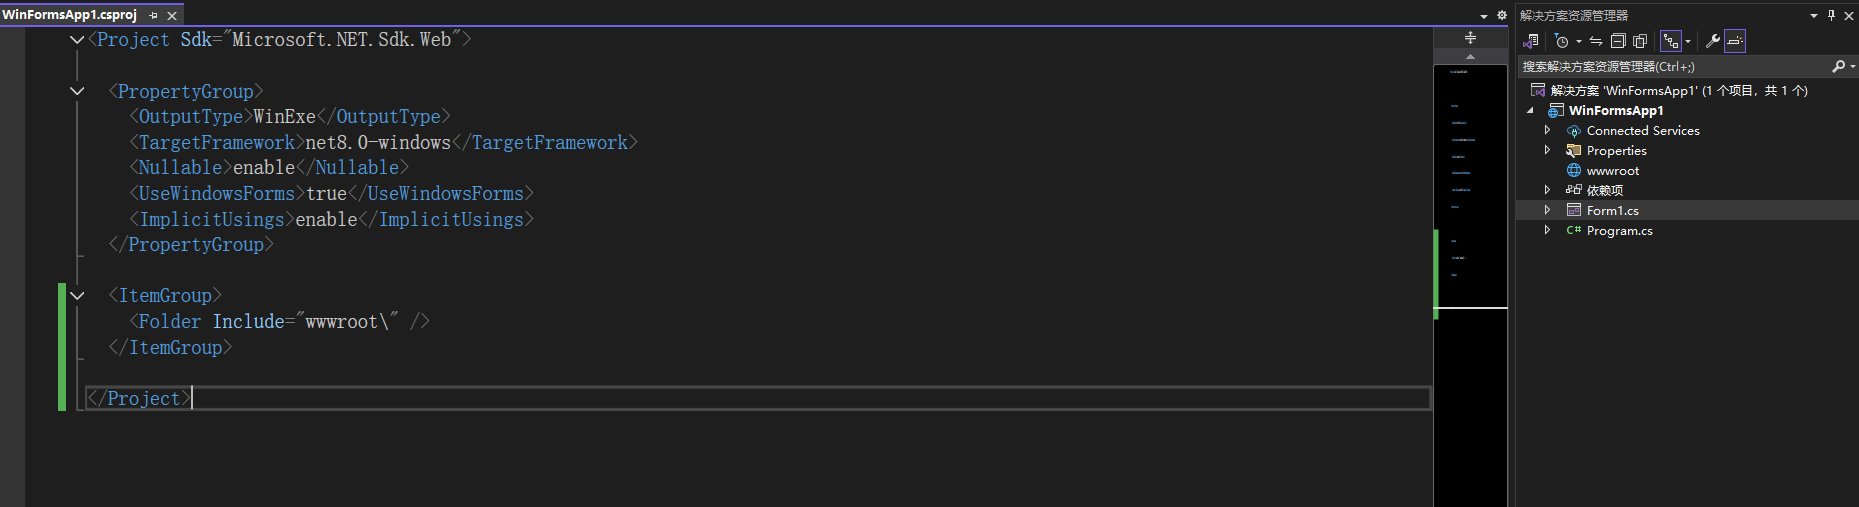 WinFormsApp1.csproj
<Project Sdk="Microsoft.NET.Sdk.Web">
<PropertyGroup>
<OutputType>WinExe</OutputType>
<TargetFramework>net8.0-windows</TargetFramework>
<Nullable>enable</Nullable>
<UseWindowsForms>true</UseWindowsForms>
<ImplicitUsings>enable</ImplicitUsings>
</PropertyGroup>
<ItemGroup>
<Folder Include="wwwroot\" />
</ItemGroup>
</Project>
解决方案资源管理器
搜索解决方案资源管理器(Ctrl+;)
解决方案 'WinFormsApp1' (1 个项目，共 1 个)
WinFormsApp1
Connected Services
Properties
wwwroot
依赖项
Form1.cs
C# Program.cs